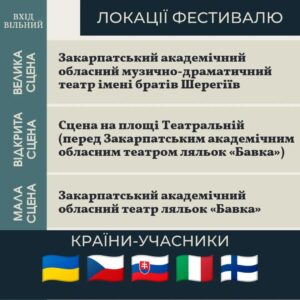 ВХІД
ВІЛЬНИЙ
ЛОКАЦІЇ ФЕСТИВАЛЮ
ВЕЛИКА
СЦЕНА
Закарпатський академічний
обласний музично-драматичний
театр імені братів Шерегіїв
ВІДКРИТА
СЦЕНА
Сцена на площі Театральній
(перед Закарпатським академічним
обласним театром ляльок «Бавка»)
МАЛА
СЦЕНА
Закарпатський академічний
обласний театр ляльок «Бавка»
КРАЇНИ-УЧАСНИКИ